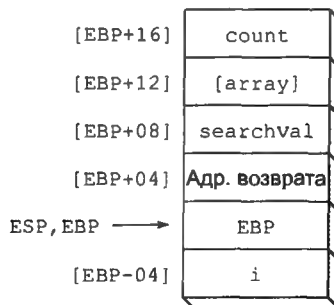 [EBP+16] count
[EBP+12] [array]
[EBP+08] searchVal
[EBP+04] Адр. возврата
ESP, EBP EBP
[EBP-04] i